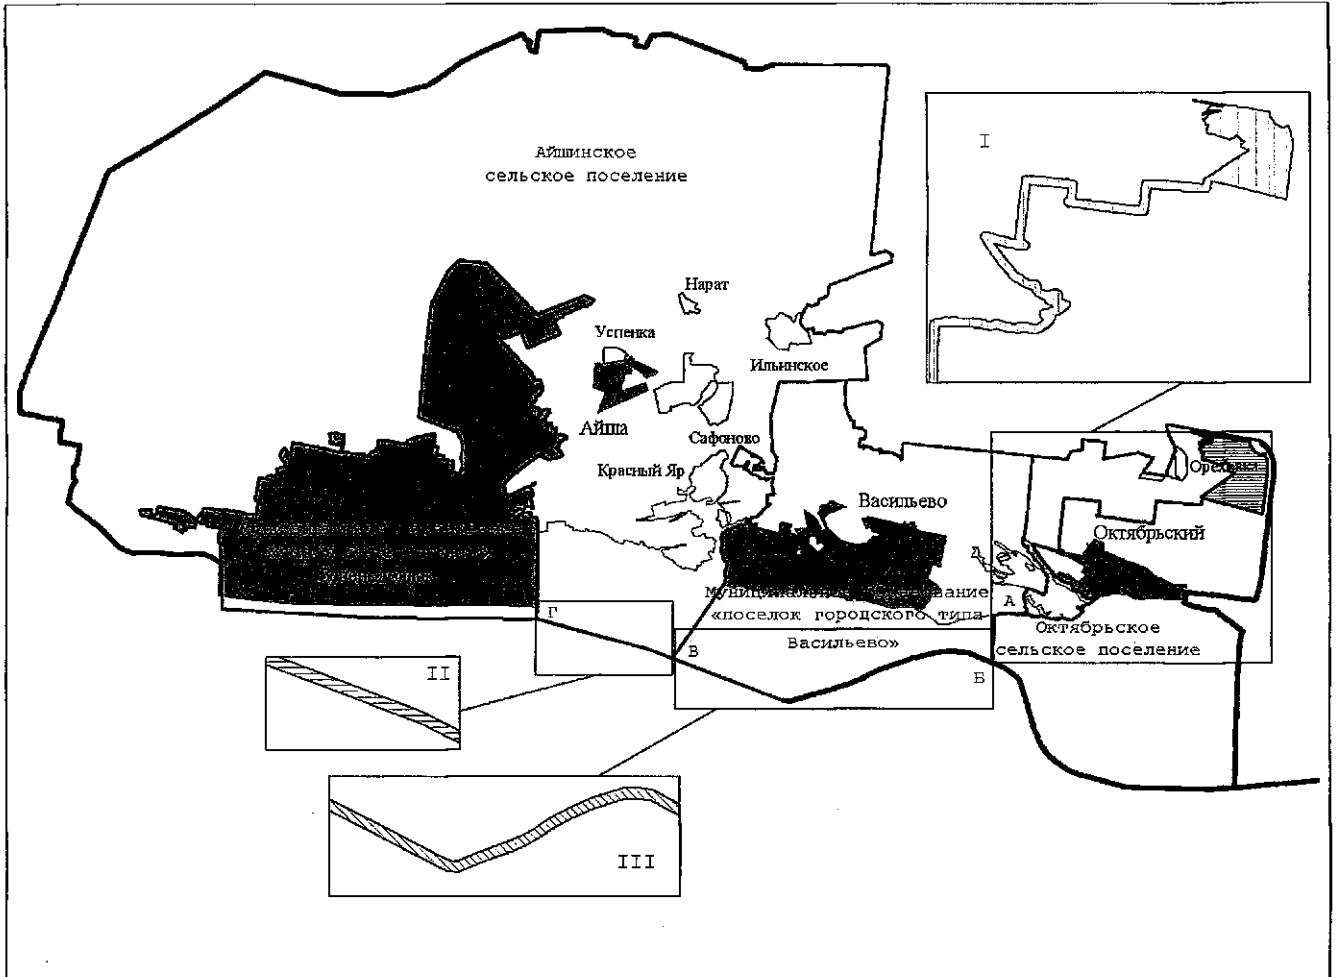 Айшинское
сельское поселение
I
Нарат
Успенка
Ильинское
Айша
Сафоново
Красный Яр
Васильево
Октябрьский
«поселок городского типа
Васильево»
А
Октябрьское
сельское поселение
Г
В
Б
II
III